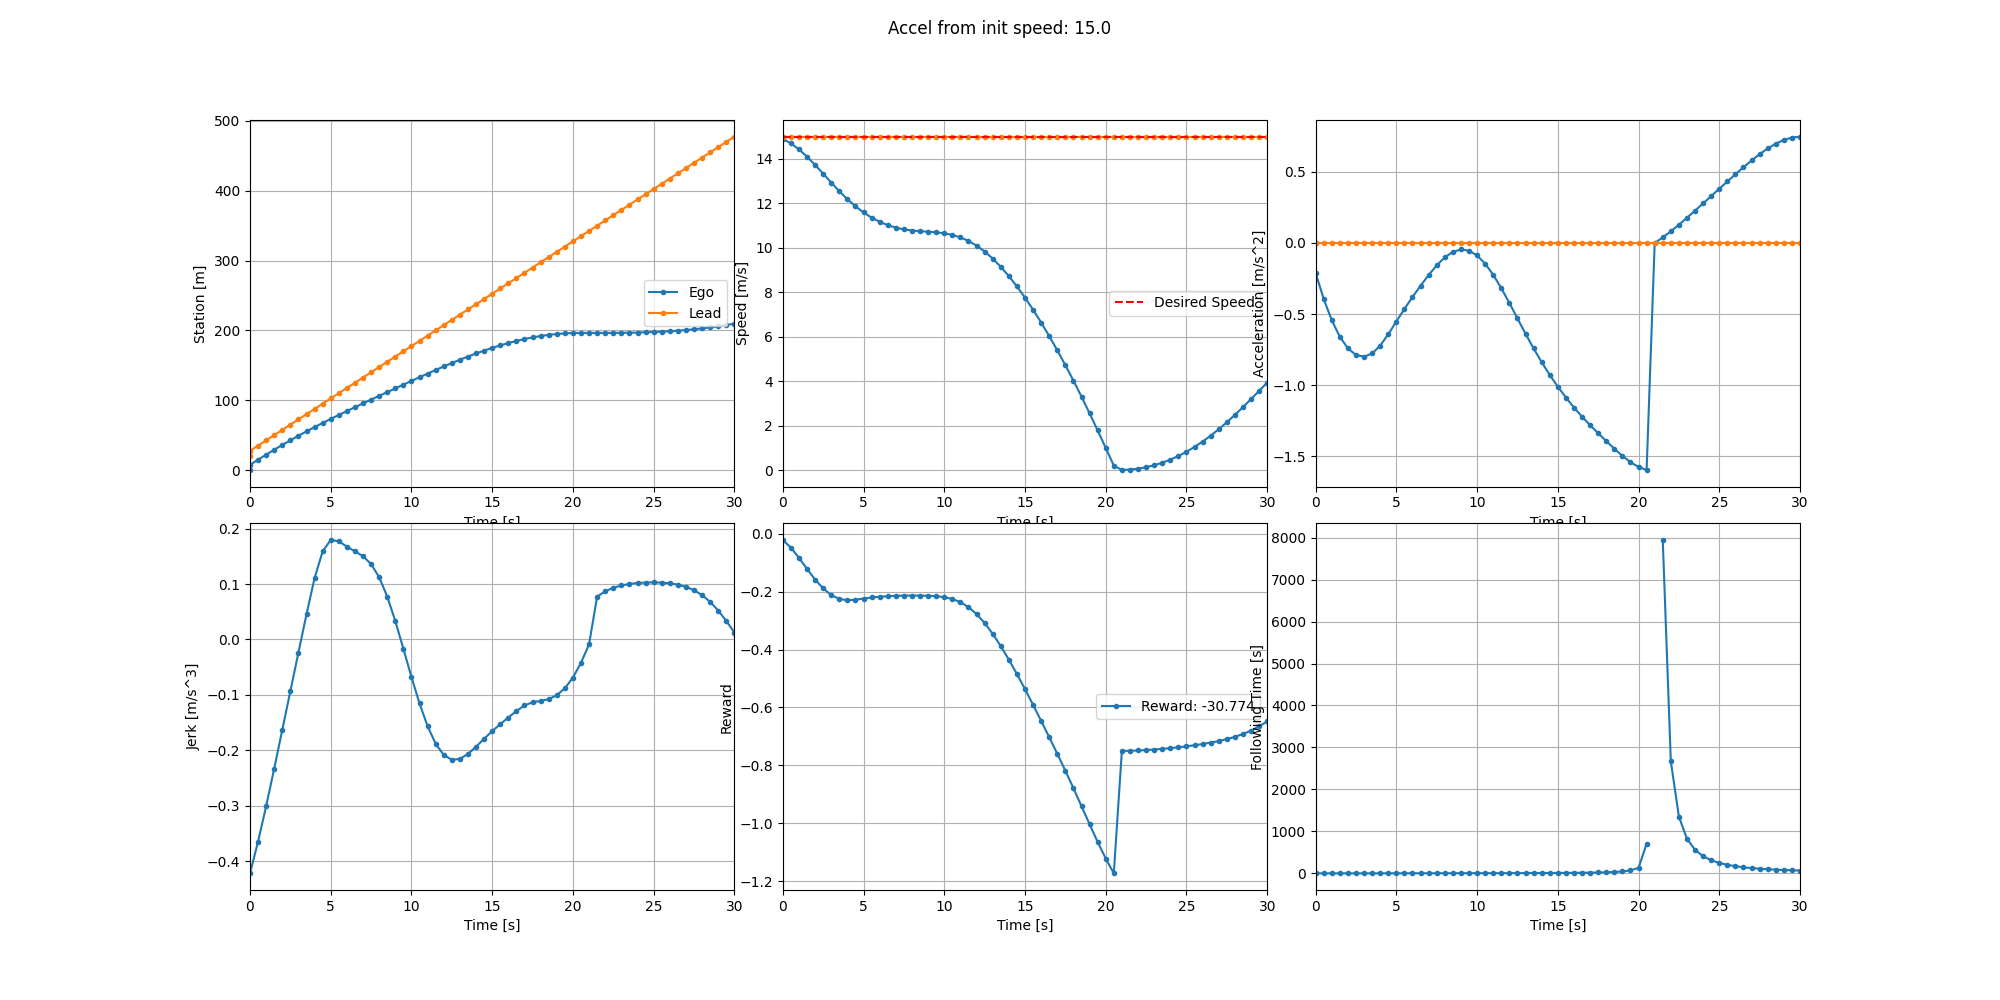 Accel from init speed: 15.0
Station [m]
500
400
300
200
100
0
Ego
Lead
0 5 10 15 20 25 30
Time [s]
Speed [m/s]
14
12
10
8
6
4
2
0
Desired Speed
0 5 10 15 20 25 30
Time [s]
Acceleration [m/s^2]
0.5
0.0
−0.5
−1.0
−1.5
0 5 10 15 20 25 30
Time [s]
Jerk [m/s^3]
0.2
0.1
0.0
−0.1
−0.2
−0.3
−0.4
0 5 10 15 20 25 30
Time [s]
Reward
0.0
−0.2
−0.4
−0.6
−0.8
−1.0
−1.2
Reward: -30.774
0 5 10 15 20 25 30
Time [s]
Following Time [s]
8000
7000
6000
5000
4000
3000
2000
1000
0
0 5 10 15 20 25 30
Time [s]